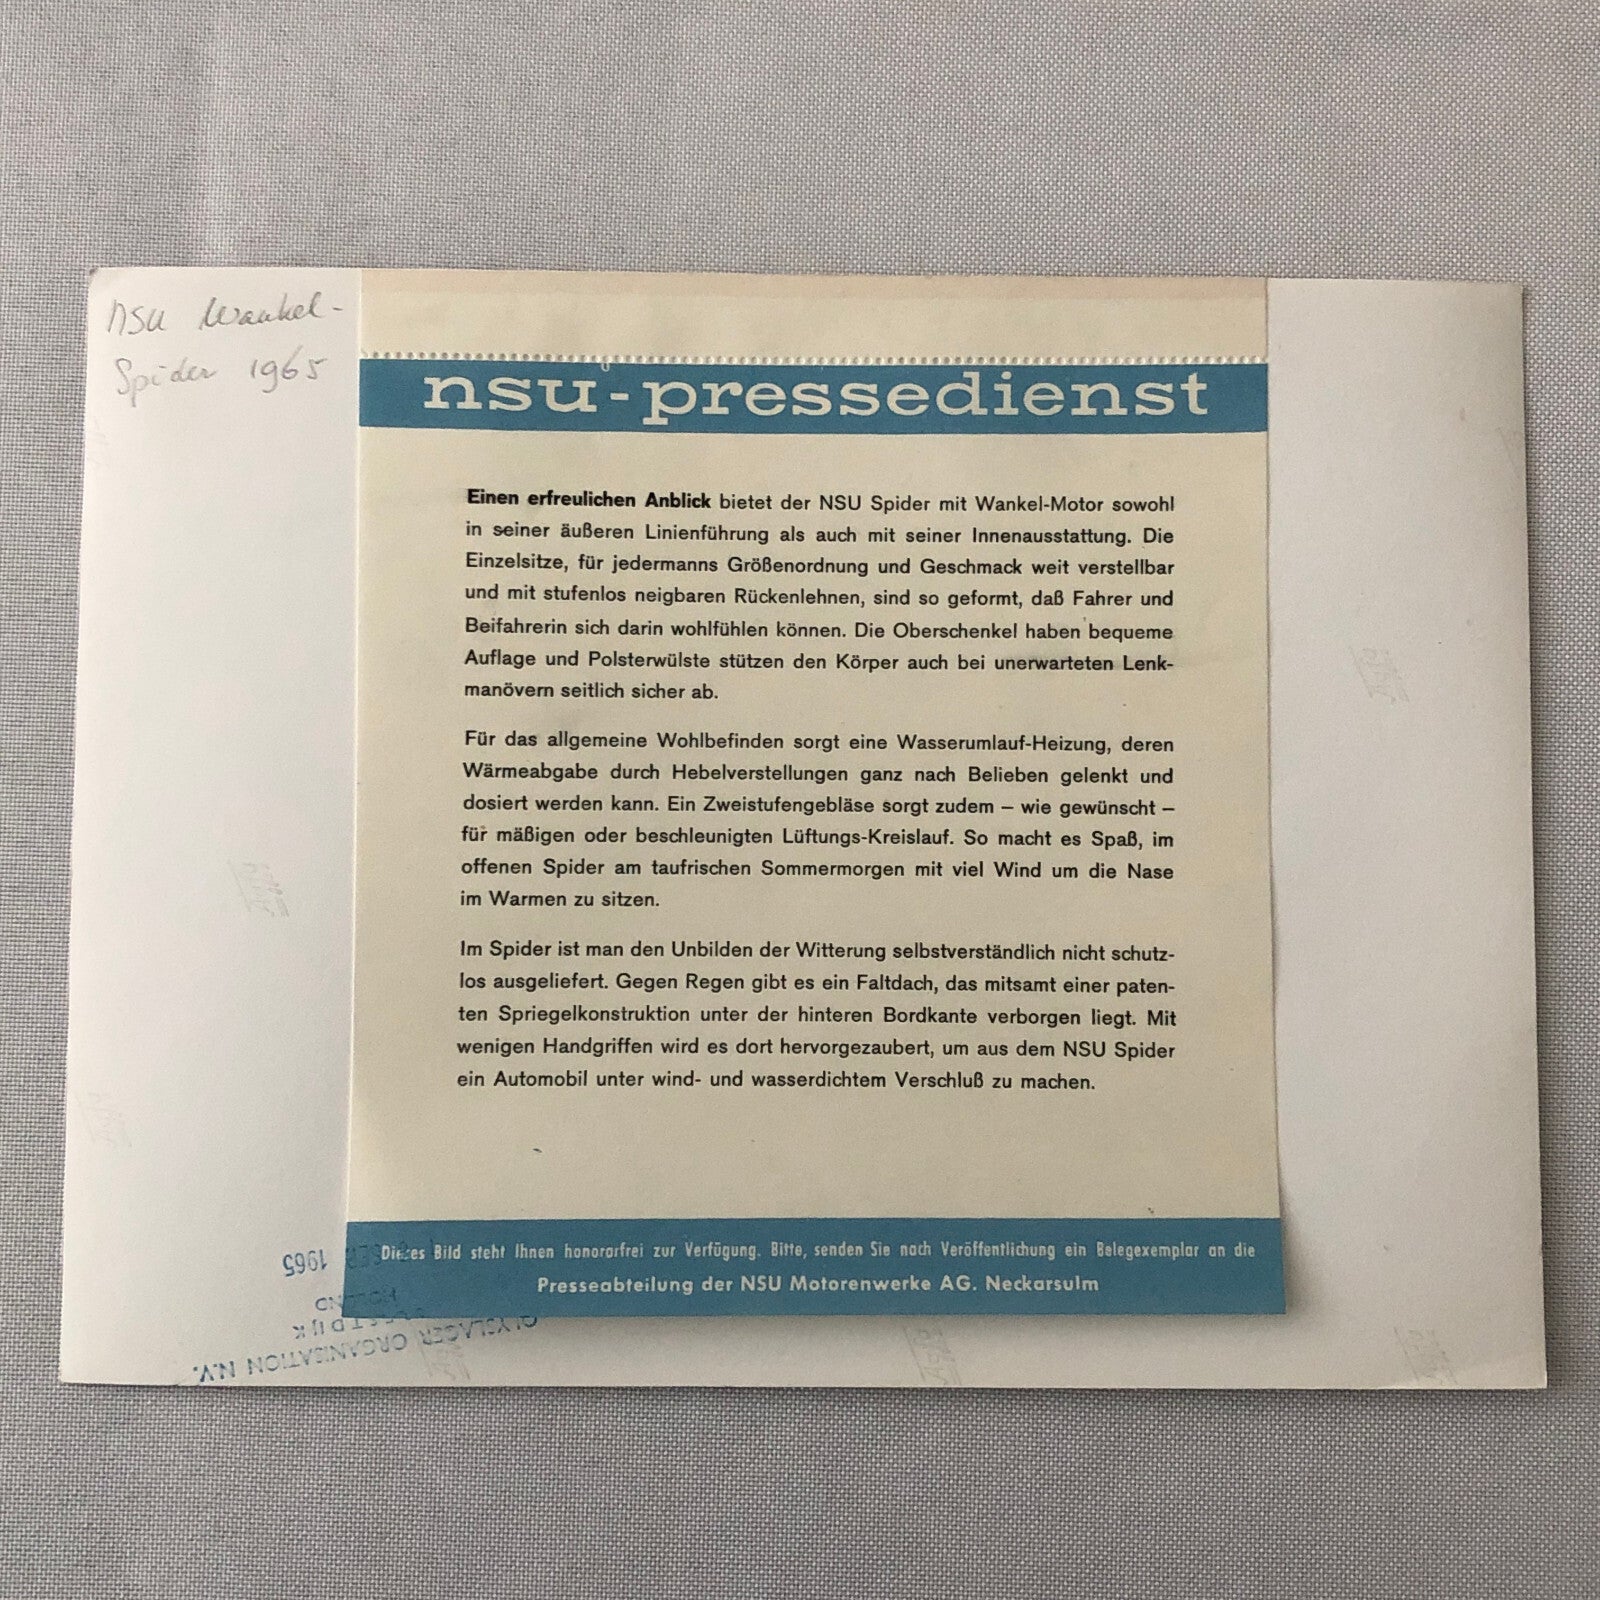 NSU Wankel-
Spider 1965
nsu-pressedienst
Einen erfreulichen Anblick bietet der NSU Spider mit Wankel-Motor sowohl
in seiner äußeren Linienführung als auch mit seiner Innenausstattung. Die
Einzelsitze, für jedermanns Größenordnung und Geschmack weit verstellbar
und mit stufenlos neigbaren Rückenlehnen, sind so geformt, daß Fahrer und
Beifahrerin sich darin wohlfühlen können. Die Oberschenkel haben bequeme
Auflage und Polsterwülste stützen den Körper auch bei unerwarteten Lenk-
manövern seitlich sicher ab.
Für das allgemeine Wohlbefinden sorgt eine Wasserumlauf-Heizung, deren
Wärmeabgabe durch Hebelverstellungen ganz nach Belieben gelenkt und
dosiert werden kann. Ein Zweistufengebläse sorgt zudem – wie gewünscht –
für mäßigen oder beschleunigten Lüftungs-Kreislauf. So macht es Spaß, im
offenen Spider am taufrischen Sommermorgen mit viel Wind um die Nase
im Warmen zu sitzen.
Im Spider ist man den Unbilden der Witterung selbstverständlich nicht schutz-
los ausgeliefert. Gegen Regen gibt es ein Faltdach, das mitsamt einer paten-
ten Spriegelkonstruktion unter der hinteren Bordkante verborgen liegt. Mit
wenigen Handgriffen wird es dort hervorgezaubert, um aus dem NSU Spider
ein Automobil unter wind- und wasserdichtem Verschluß zu machen.
Dieses Bild steht Ihnen honorarfrei zur Verfügung. Bitte, senden Sie nach Veröffentlichung ein Belegexemplar an die
Presseabteilung der NSU Motorenwerke AG. Neckarsulm
1965
HOLLAND
OLYSLAGER ORGANISATION N.V.